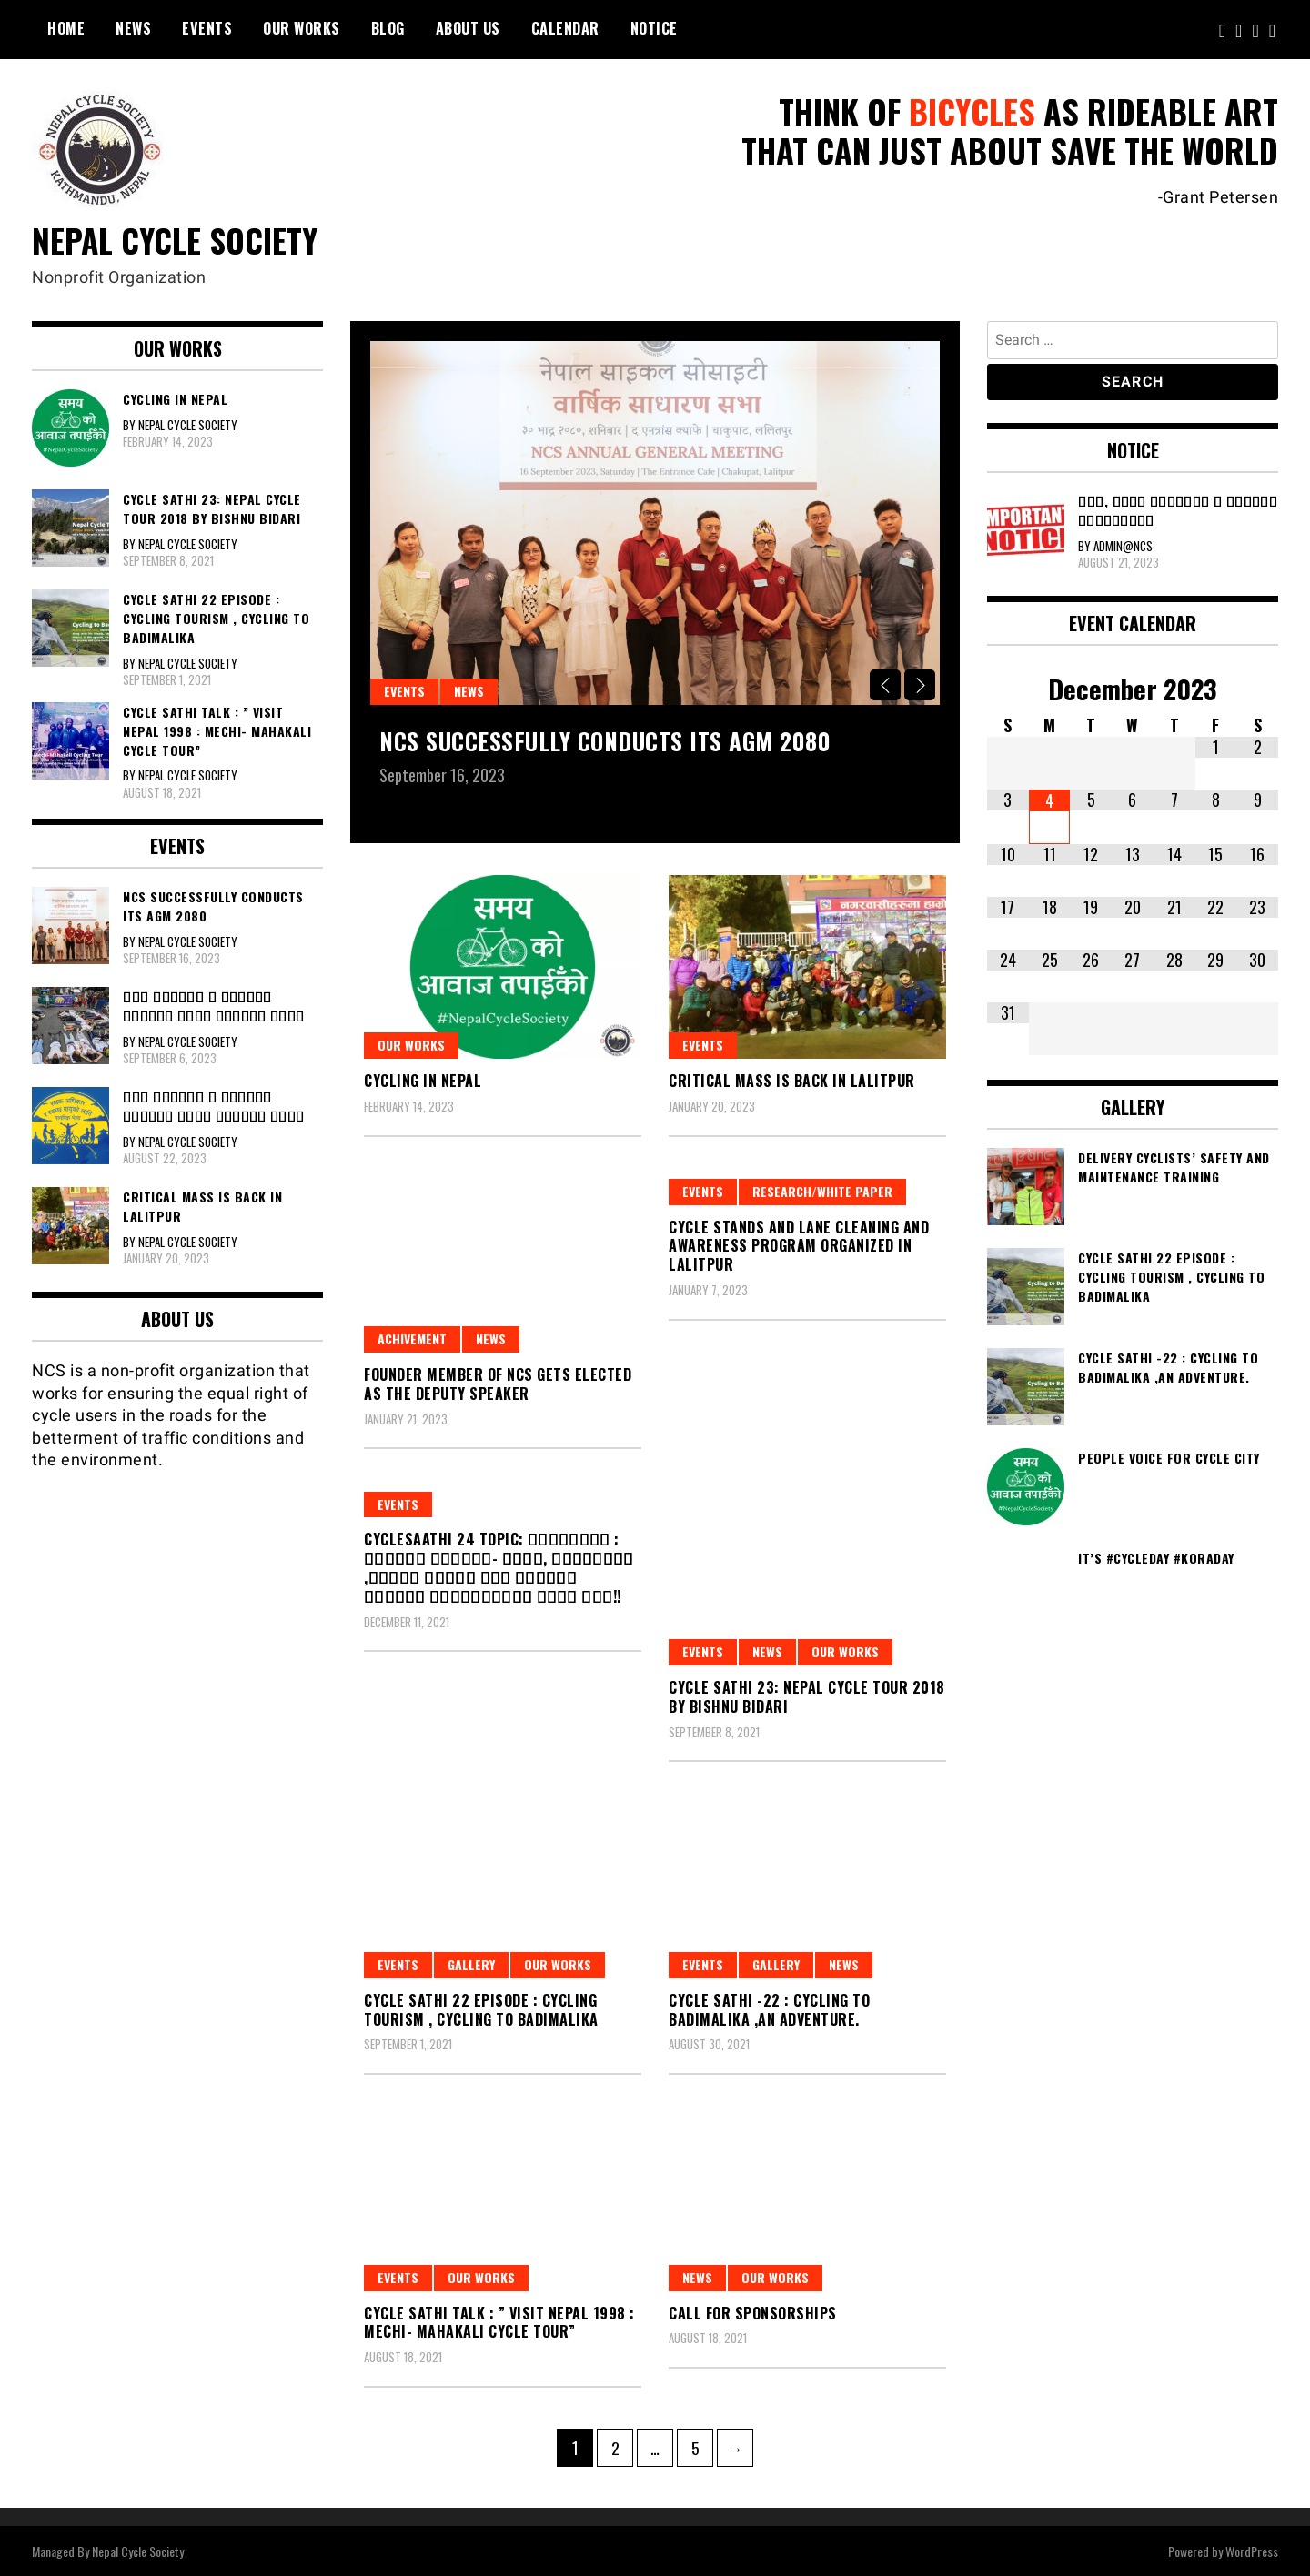 HOME NEWS EVENTS OUR WORKS BLOG ABOUT US CALENDAR NOTICE
NEPAL CYCLE SOCIETY
KATHMANDU, NEPAL
NEPAL CYCLE SOCIETY
Nonprofit Organization
THINK OF BICYCLES AS RIDEABLE ART
THAT CAN JUST ABOUT SAVE THE WORLD
-Grant Petersen
OUR WORKS
समय
को
आवाज तपाईँको
#NepalCycleSociety
CYCLING IN NEPAL
BY NEPAL CYCLE SOCIETY
FEBRUARY 14, 2023
CYCLE SATHI 23: NEPAL CYCLE
TOUR 2018 BY BISHNU BIDARI
BY NEPAL CYCLE SOCIETY
SEPTEMBER 8, 2021
CYCLE SATHI 22 EPISODE :
CYCLING TOURISM , CYCLING TO
BADIMALIKA
BY NEPAL CYCLE SOCIETY
SEPTEMBER 1, 2021
CYCLE SATHI TALK : ” VISIT
NEPAL 1998 : MECHI- MAHAKALI
CYCLE TOUR”
BY NEPAL CYCLE SOCIETY
AUGUST 18, 2021
EVENTS
NCS SUCCESSFULLY CONDUCTS
ITS AGM 2080
BY NEPAL CYCLE SOCIETY
SEPTEMBER 16, 2023
BY NEPAL CYCLE SOCIETY
SEPTEMBER 6, 2023
BY NEPAL CYCLE SOCIETY
AUGUST 22, 2023
CRITICAL MASS IS BACK IN
LALITPUR
BY NEPAL CYCLE SOCIETY
JANUARY 20, 2023
ABOUT US
NCS is a non-profit organization that
works for ensuring the equal right of
cycle users in the roads for the
betterment of traffic conditions and
the environment.
नेपाल साइकल सोसाइटी
वार्षिक साधारण सभा
३० भाद्र २०८०, शनिबार | द एनत्रांस क्याफे | चाकुपाट, ललितपुर
NCS ANNUAL GENERAL MEETING
16 September 2023, Saturday | The Entrance Cafe | Chakupat, Lalitpur
EVENTS NEWS
NCS SUCCESSFULLY CONDUCTS ITS AGM 2080
September 16, 2023
समय
को
आवाज तपाईँको
#NepalCycleSociety
OUR WORKS
CYCLING IN NEPAL
FEBRUARY 14, 2023
EVENTS
CRITICAL MASS IS BACK IN LALITPUR
JANUARY 20, 2023
EVENTS RESEARCH/WHITE PAPER
CYCLE STANDS AND LANE CLEANING AND
AWARENESS PROGRAM ORGANIZED IN
LALITPUR
JANUARY 7, 2023
ACHIVEMENT NEWS
FOUNDER MEMBER OF NCS GETS ELECTED
AS THE DEPUTY SPEAKER
JANUARY 21, 2023
EVENTS
CYCLESAATHI 24 TOPIC:
DECEMBER 11, 2021
EVENTS NEWS OUR WORKS
CYCLE SATHI 23: NEPAL CYCLE TOUR 2018
BY BISHNU BIDARI
SEPTEMBER 8, 2021
EVENTS GALLERY OUR WORKS
CYCLE SATHI 22 EPISODE : CYCLING
TOURISM , CYCLING TO BADIMALIKA
SEPTEMBER 1, 2021
EVENTS GALLERY NEWS
CYCLE SATHI -22 : CYCLING TO
BADIMALIKA ,AN ADVENTURE.
AUGUST 30, 2021
EVENTS OUR WORKS
CYCLE SATHI TALK : ” VISIT NEPAL 1998 :
MECHI- MAHAKALI CYCLE TOUR”
AUGUST 18, 2021
NEWS OUR WORKS
CALL FOR SPONSORSHIPS
AUGUST 18, 2021
1 2 … 5 →
Search …
SEARCH
NOTICE
IMPORTANT
NOTICE
BY ADMIN@NCS
AUGUST 21, 2023
EVENT CALENDAR
December 2023
S M T W T F S
1 2
3 4 5 6 7 8 9
10 11 12 13 14 15 16
17 18 19 20 21 22 23
24 25 26 27 28 29 30
31
GALLERY
DELIVERY CYCLISTS’ SAFETY AND
MAINTENANCE TRAINING
CYCLE SATHI 22 EPISODE :
CYCLING TOURISM , CYCLING TO
BADIMALIKA
CYCLE SATHI -22 : CYCLING TO
BADIMALIKA ,AN ADVENTURE.
समय
को
आवाज तपाईँको
#NepalCycleSociety
PEOPLE VOICE FOR CYCLE CITY
IT’S #CYCLEDAY #KORADAY
Managed By Nepal Cycle Society
Powered by WordPress